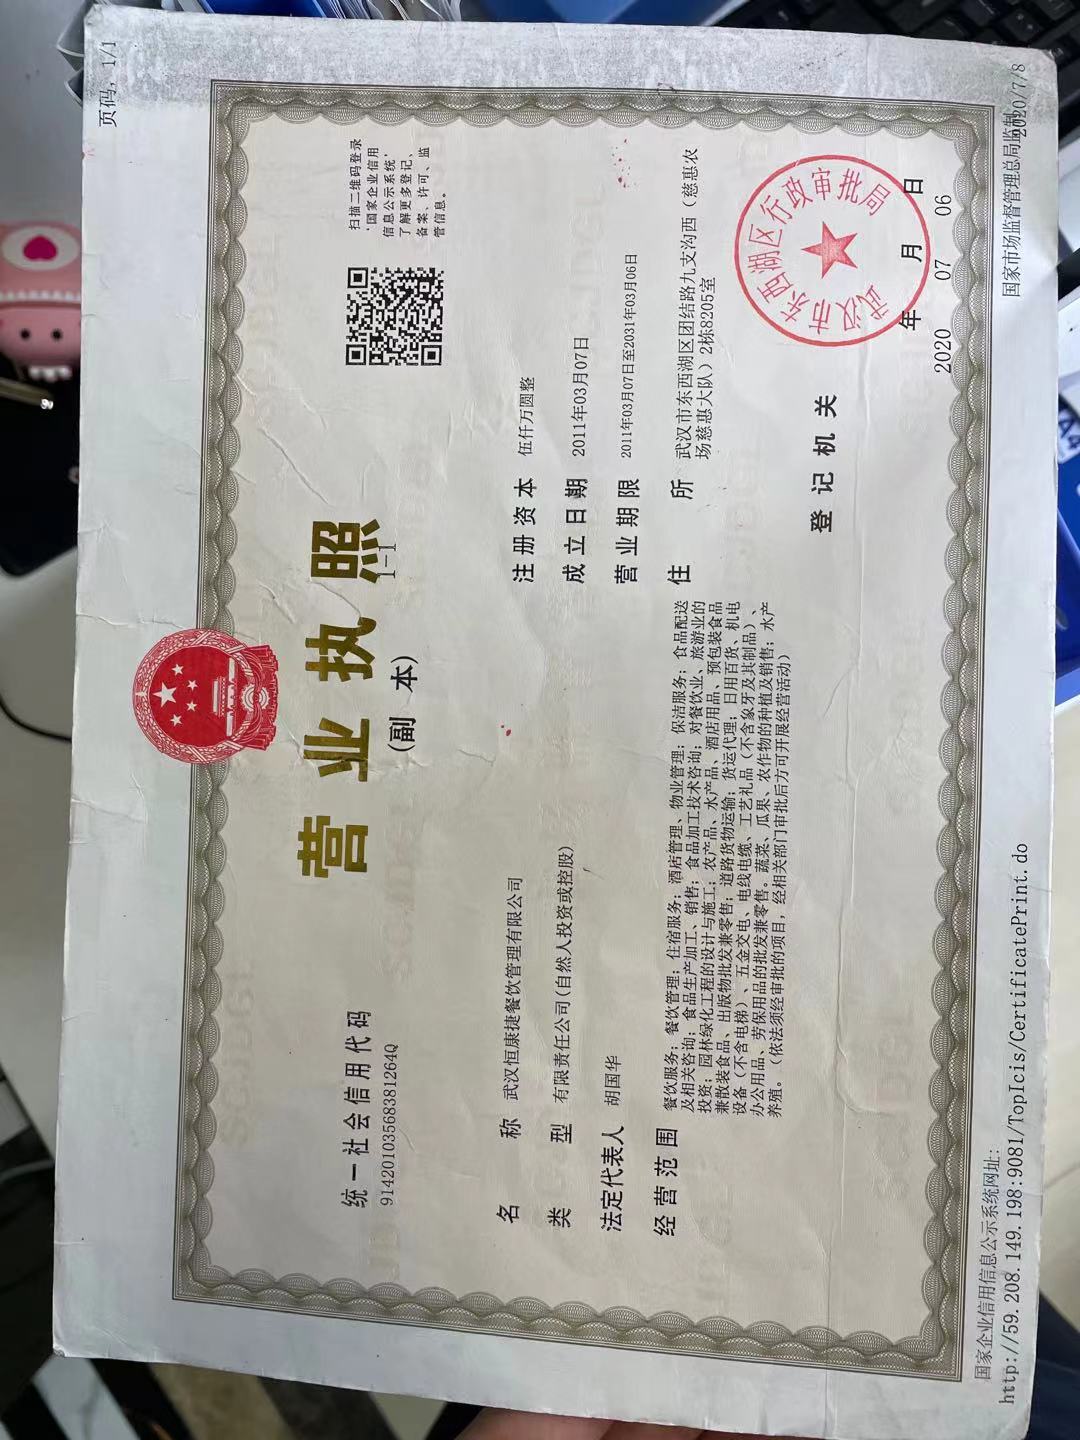 页码: 1/1
2020/7/8
营业执照
(副 本)
1-1
扫描二维码登录
‘国家企业信用
信息公示系统’
了解更多登记、
备案、许可、监
管信息。
统一社会信用代码
91420103568381264Q
名 称 武汉恒康捷餐饮管理有限公司
类 型 有限责任公司(自然人投资或控股)
法定代表人 胡国华
经营范围 餐饮服务；餐饮管理；住宿服务；酒店管理、物业管理；保洁服务；食品配送
及相关咨询；食品生产加工、销售；食品加工技术咨询；对餐饮业、旅游业的
投资；园林绿化工程的设计与施工；农产品、水产品、酒店用品、预包装食品
兼散装食品、出版物批发兼零售；道路货物运输；货运代理；日用百货、机电
设备（不含电梯）、五金交电、电线电缆、工艺礼品（不含象牙及其制品）、
办公用品、劳保用品的批发兼零售。蔬菜、瓜果、农作物的种植及销售；水产
养殖。（依法须经审批的项目，经相关部门审批后方可开展经营活动）
注册资本 伍仟万圆整
成立日期 2011年03月07日
营业期限 2011年03月07日至2031年03月06日
住 所 武汉市东西湖区团结路九支沟西（慈惠农
场慈惠大队）2栋8205室
登记机关
武汉市东西湖区行政审批局
年 月 日
2020 07 06
国家企业信用信息公示系统网址:
国家市场监督管理总局监制
http://59.208.149.198:9081/TopIcis/CertificatePrint.do
A4